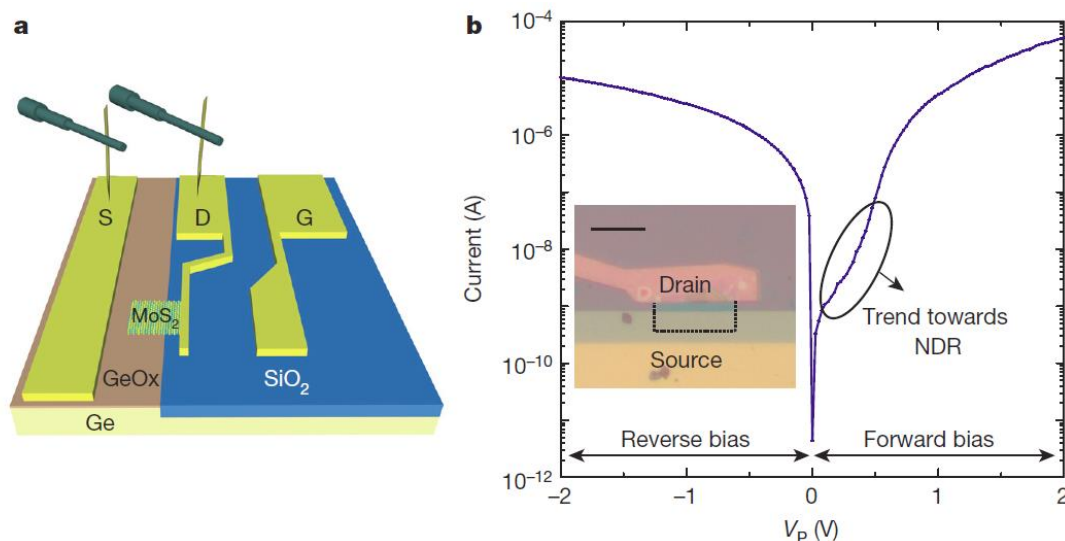 a
S
D
G
MoS₂
GeOx
SiO₂
Ge
b
Current (A)
10⁻⁴
10⁻⁶
10⁻⁸
10⁻¹⁰
10⁻¹²
Drain
Source
Trend towards
NDR
Reverse bias
Forward bias
−2
−1
0
1
2
V_P (V)